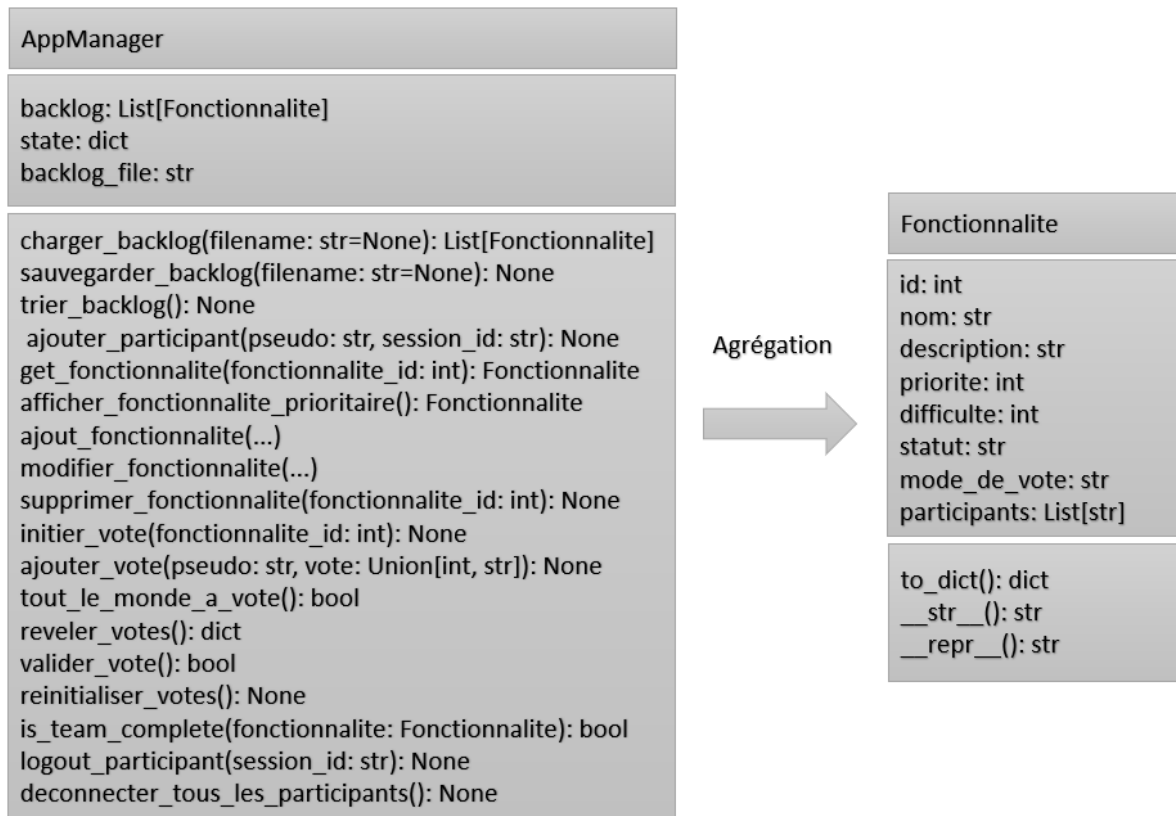 AppManager
backlog: List[Fonctionnalite]
state: dict
backlog_file: str
charger_backlog(filename: str=None): List[Fonctionnalite]
sauvegarder_backlog(filename: str=None): None
trier_backlog(): None
ajouter_participant(pseudo: str, session_id: str): None
get_fonctionnalite(fonctionnalite_id: int): Fonctionnalite
afficher_fonctionnalite_prioritaire(): Fonctionnalite
ajout_fonctionnalite(...)
modifier_fonctionnalite(...)
supprimer_fonctionnalite(fonctionnalite_id: int): None
initier_vote(fonctionnalite_id: int): None
ajouter_vote(pseudo: str, vote: Union[int, str]): None
tout_le_monde_a_vote(): bool
reveler_votes(): dict
valider_vote(): bool
reinitialiser_votes(): None
is_team_complete(fonctionnalite: Fonctionnalite): bool
logout_participant(session_id: str): None
deconnecter_tous_les_participants(): None
Agrégation
Fonctionnalite
id: int
nom: str
description: str
priorite: int
difficulte: int
statut: str
mode_de_vote: str
participants: List[str]
to_dict(): dict
__str__(): str
__repr__(): str